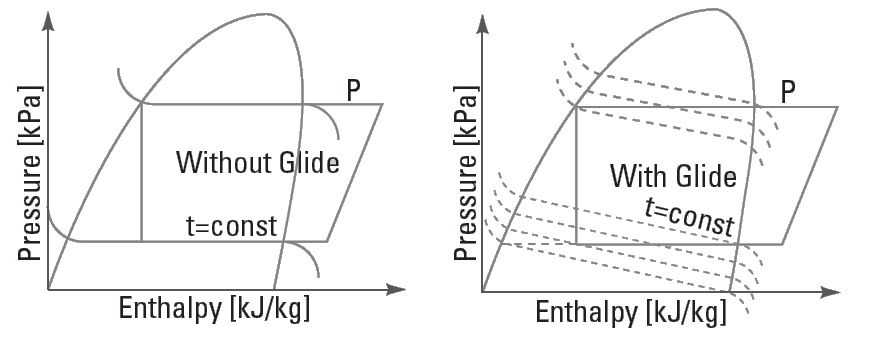 Pressure [kPa]
P
Without Glide
t=const
Enthalpy [kJ/kg]
Pressure [kPa]
P
With Glide
t=const
Enthalpy [kJ/kg]